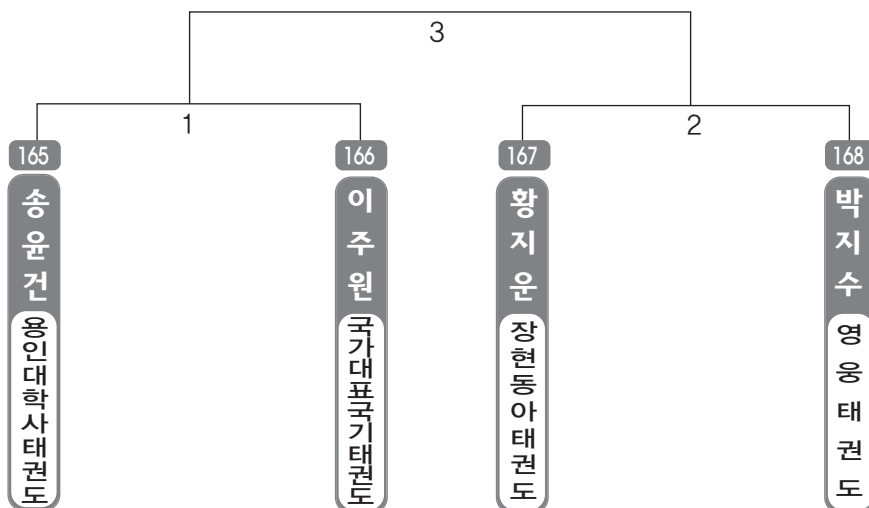 3
1
2
165
166
167
168
송윤건
이주원
황지운
박지수
용인대학사태권도
국가대표국기태권도
장현동아태권도
영웅태권도